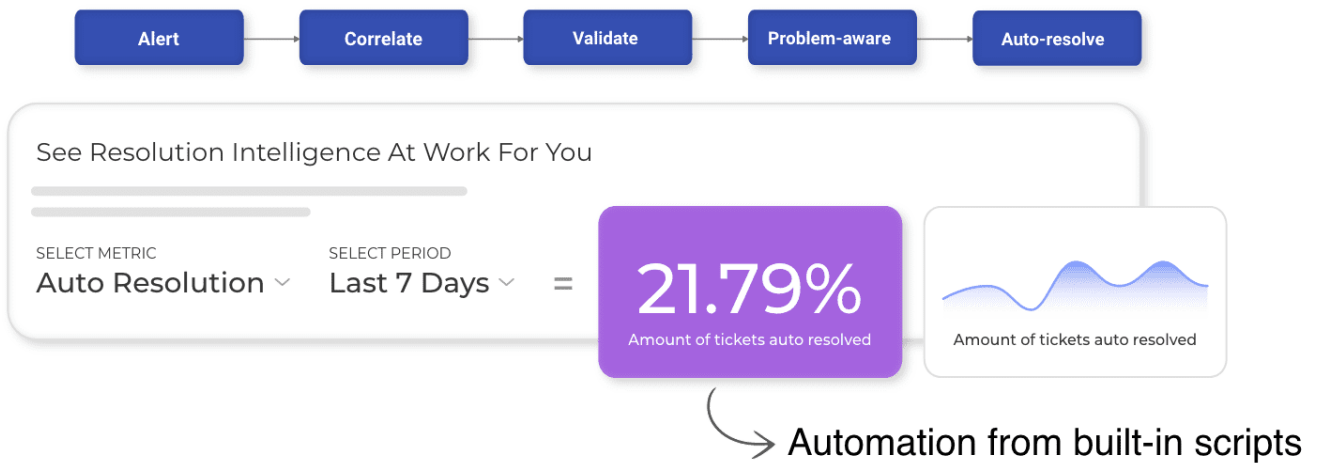 Alert
Correlate
Validate
Problem-aware
Auto-resolve
See Resolution Intelligence At Work For You
SELECT METRIC
Auto Resolution
SELECT PERIOD
Last 7 Days
=
21.79%
Amount of tickets auto resolved
Amount of tickets auto resolved
Automation from built-in scripts